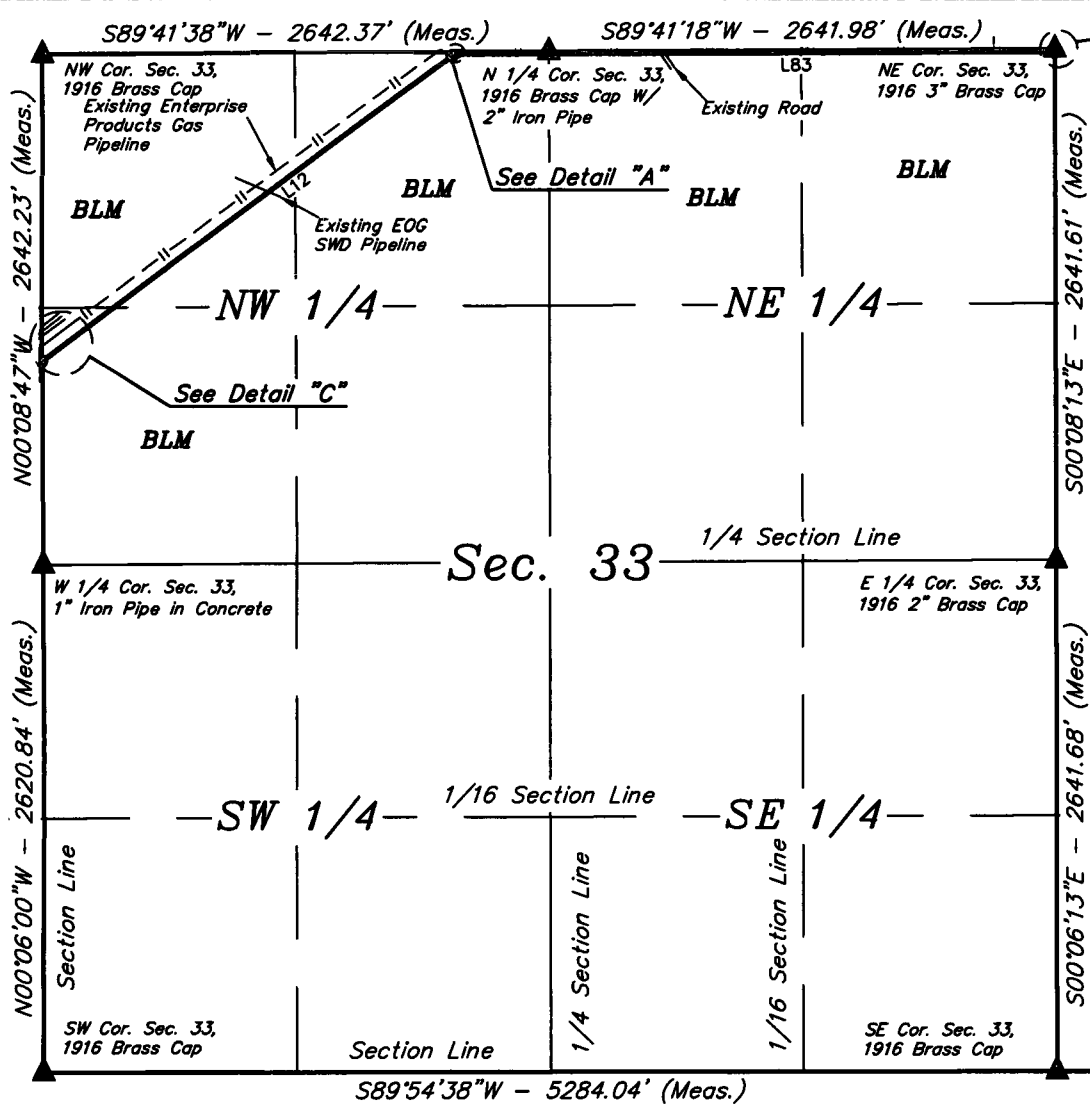 S89°41'38"W - 2642.37' (Meas.)
S89°41'18"W - 2641.98' (Meas.)
NW Cor. Sec. 33,
1916 Brass Cap
Existing Enterprise
Products Gas
Pipeline
N 1/4 Cor. Sec. 33,
1916 Brass Cap W/
2" Iron Pipe
Existing Road
L83
NE Cor. Sec. 33,
1916 3" Brass Cap
See Detail "A"
L12
BLM
BLM
BLM
BLM
Existing EOG
SWD Pipeline
N00°08'47"W - 2642.23' (Meas.)
S00°08'13"E - 2641.61' (Meas.)
NW 1/4
NE 1/4
See Detail "C"
BLM
Sec. 33
1/4 Section Line
W 1/4 Cor. Sec. 33,
1" Iron Pipe in Concrete
E 1/4 Cor. Sec. 33,
1916 2" Brass Cap
N00°06'00"W - 2620.84' (Meas.)
S00°06'13"E - 2641.68' (Meas.)
SW 1/4
1/16 Section Line
SE 1/4
Section Line
1/4 Section Line
1/16 Section Line
SW Cor. Sec. 33,
1916 Brass Cap
Section Line
SE Cor. Sec. 33,
1916 Brass Cap
S89°54'38"W - 5284.04' (Meas.)